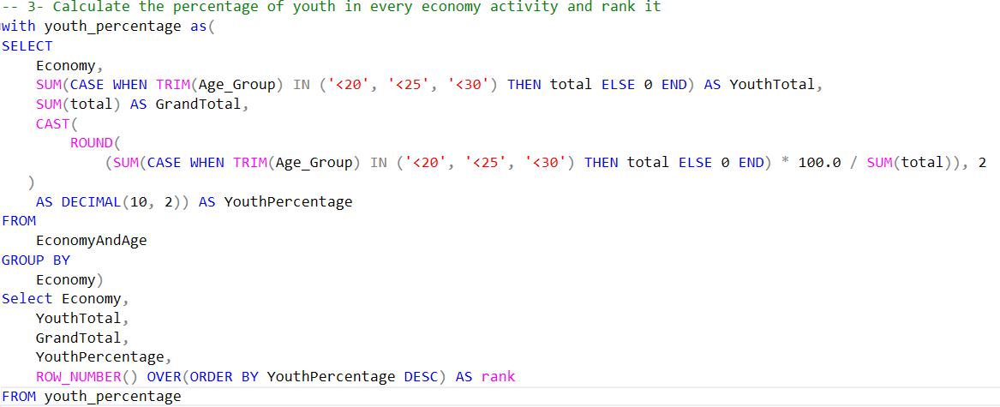 -- 3- Calculate the percentage of youth in every economy activity and rank it
with youth_percentage as(
SELECT
    Economy,
    SUM(CASE WHEN TRIM(Age_Group) IN ('<20', '<25', '<30') THEN total ELSE 0 END) AS YouthTotal,
    SUM(total) AS GrandTotal,
    CAST(
        ROUND(
            (SUM(CASE WHEN TRIM(Age_Group) IN ('<20', '<25', '<30') THEN total ELSE 0 END) * 100.0 / SUM(total)), 2
   )
    AS DECIMAL(10, 2)) AS YouthPercentage
FROM
    EconomyAndAge
GROUP BY
    Economy)
Select Economy,
    YouthTotal,
    GrandTotal,
    YouthPercentage,
    ROW_NUMBER() OVER(ORDER BY YouthPercentage DESC) AS rank
FROM youth_percentage